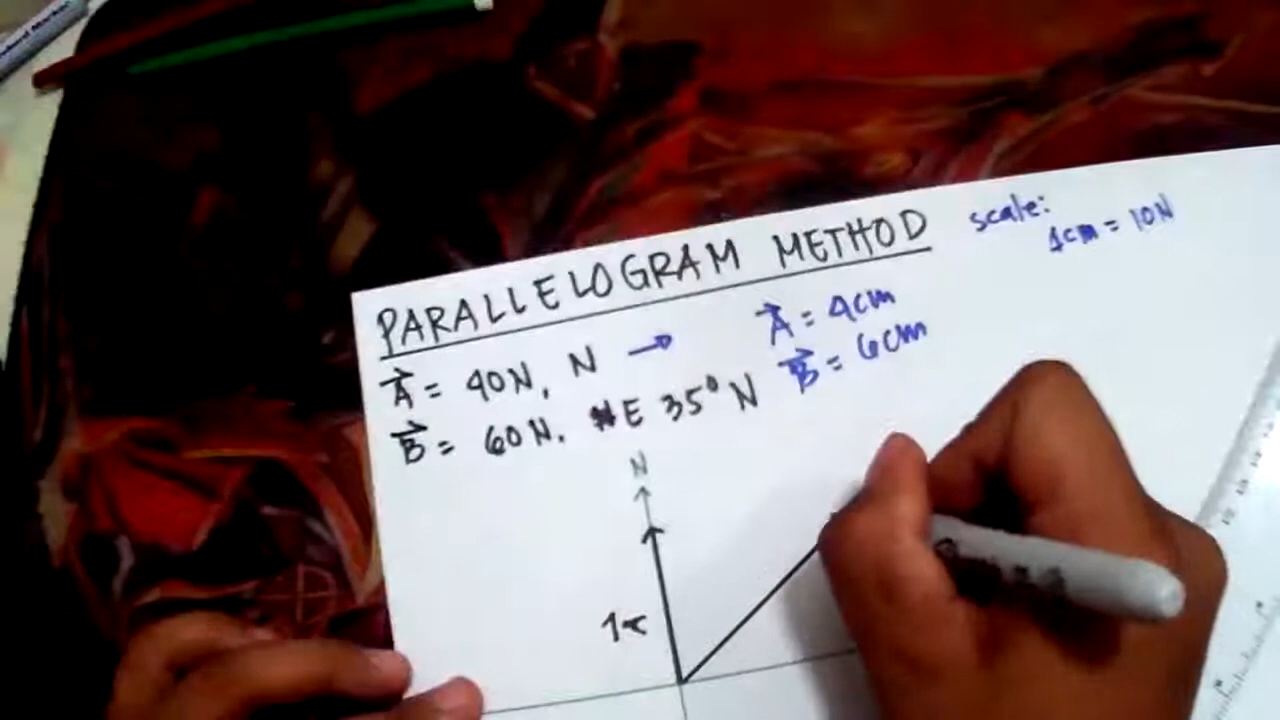 PARALLELOGRAM METHOD
scale:
1cm = 10N
A = 40N, N → A = 4cm
B = 60N. E 35° N B = 6cm
N